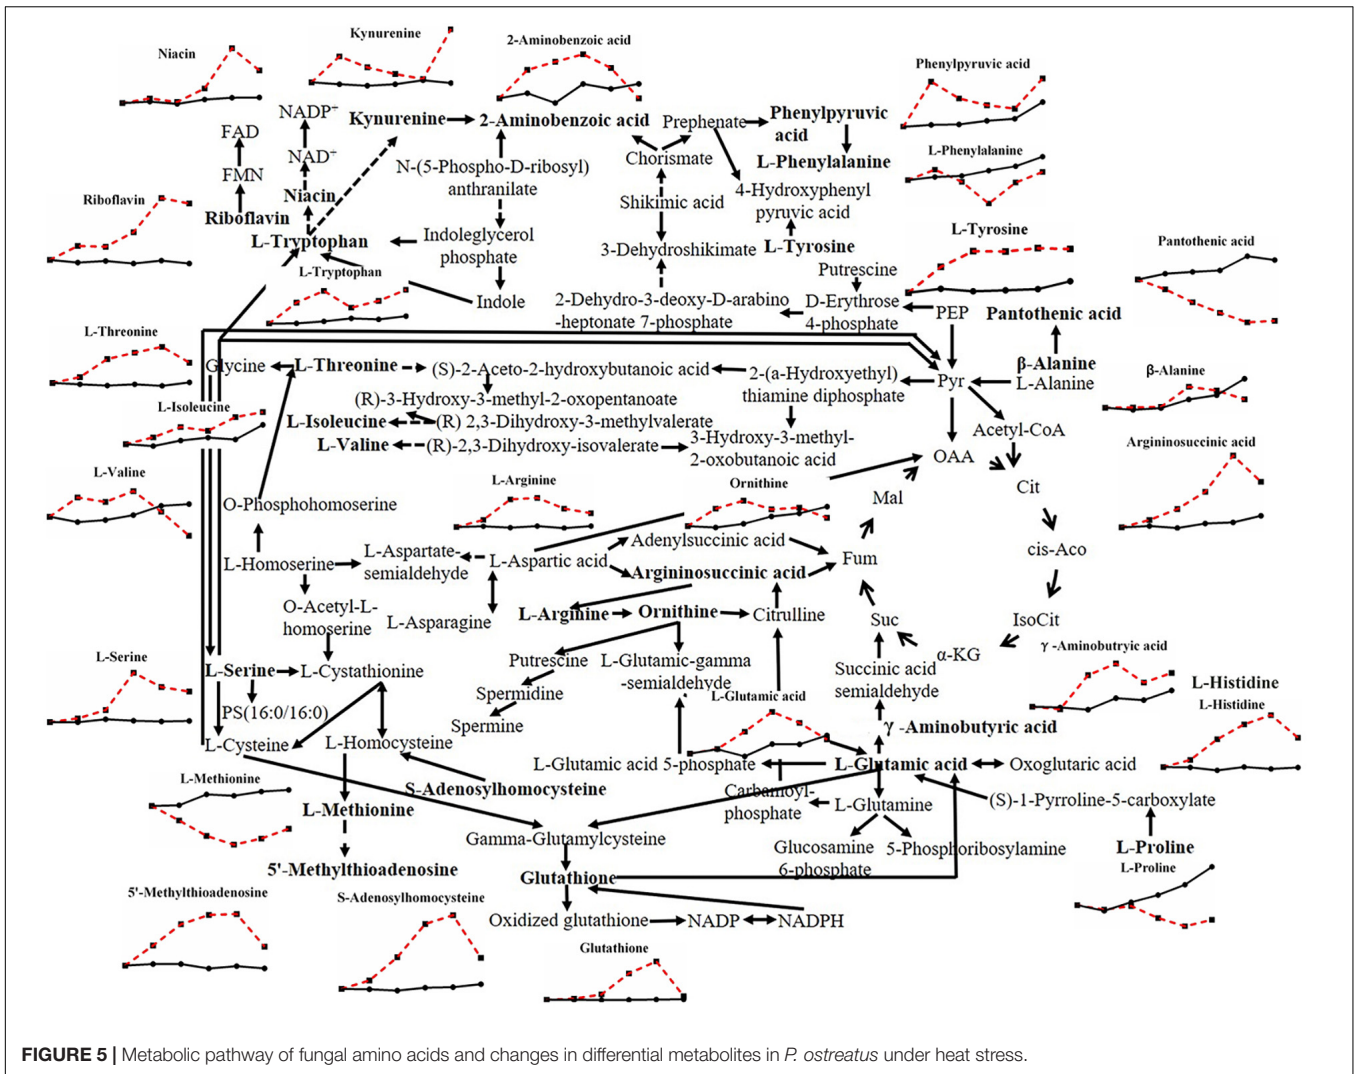 Niacin
Kynurenine
2-Aminobenzoic acid
Phenylpyruvic acid
NADP+
FAD
NAD+
FMN
Niacin
Riboflavin
Riboflavin
Kynurenine
2-Aminobenzoic acid
N-(5-Phospho-D-ribosyl)
anthranilate
Prephenate
Phenylpyruvic
acid
Chorismate
L-Phenylalanine
L-Phenylalanine
Shikimic acid
4-Hydroxyphenyl
pyruvic acid
L-Tryptophan
Indoleglycerol
phosphate
3-Dehydroshikimate
L-Tyrosine
L-Tyrosine
Pantothenic acid
L-Tryptophan
Indole
Putrescine
2-Dehydro-3-deoxy-D-arabino
-heptonate 7-phosphate
D-Erythrose
4-phosphate
PEP
Pantothenic acid
L-Threonine
Glycine
L-Threonine
(S)-2-Aceto-2-hydroxybutanoic acid
2-(a-Hydroxyethyl)
thiamine diphosphate
Pyr
β-Alanine
L-Alanine
β-Alanine
(R)-3-Hydroxy-3-methyl-2-oxopentanoate
L-Isoleucine
L-Isoleucine
(R) 2,3-Dihydroxy-3-methylvalerate
L-Valine
(R)-2,3-Dihydroxy-isovalerate
3-Hydroxy-3-methyl-
2-oxobutanoic acid
Acetyl-CoA
OAA
Argininosuccinic acid
L-Valine
L-Arginine
Ornithine
Cit
Mal
O-Phosphohomoserine
cis-Aco
Adenylsuccinic acid
Fum
L-Homoserine
L-Aspartate-
semialdehyde
L-Aspartic acid
Argininosuccinic acid
O-Acetyl-L-
homoserine
L-Asparagine
L-Arginine
Ornithine
Citrulline
Suc
IsoCit
α-KG
γ -Aminobutryic acid
L-Serine
L-Serine
L-Cystathionine
Putrescine
L-Glutamic-gamma
-semialdehyde
Succinic acid
semialdehyde
Spermidine
Spermine
L-Glutamic acid
L-Histidine
L-Histidine
PS(16:0/16:0)
γ -Aminobutyric acid
L-Cysteine
L-Homocysteine
L-Glutamic acid 5-phosphate
L-Glutamic acid
Oxoglutaric acid
L-Methionine
S-Adenosylhomocysteine
Carbamoyl-
phosphate
L-Glutamine
(S)-1-Pyrroline-5-carboxylate
L-Methionine
Gamma-Glutamylcysteine
Glucosamine
6-phosphate
5-Phosphoribosylamine
L-Proline
L-Proline
5'-Methylthioadenosine
Glutathione
5'-Methylthioadenosine
S-Adenosylhomocysteine
Oxidized glutathione
NADP
NADPH
Glutathione
FIGURE 5 | Metabolic pathway of fungal amino acids and changes in differential metabolites in P. ostreatus under heat stress.